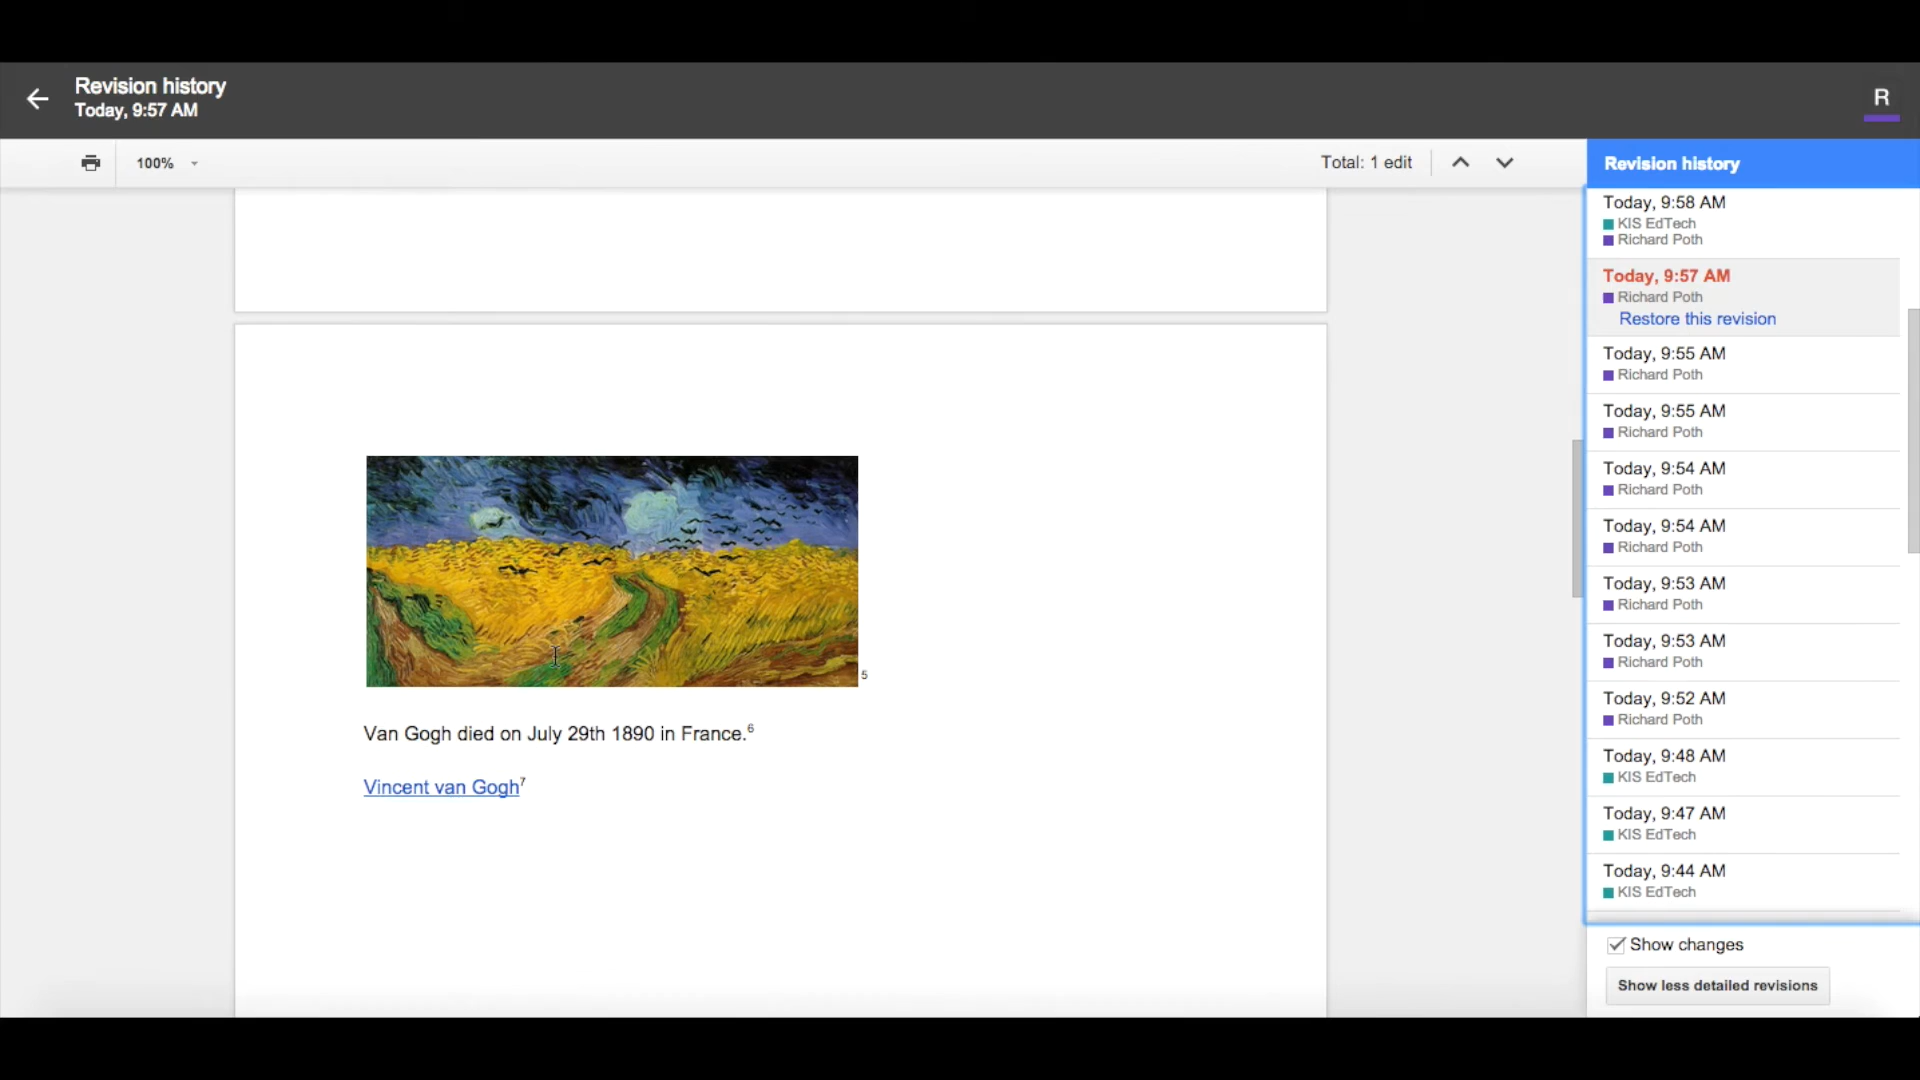 Revision history
Today, 9:57 AM
R
100%
Total: 1 edit
Revision history
Today, 9:58 AM
KIS EdTech
Richard Poth
Today, 9:57 AM
Richard Poth
Restore this revision
Today, 9:55 AM
Richard Poth
Today, 9:55 AM
Richard Poth
Today, 9:54 AM
Richard Poth
Today, 9:54 AM
Richard Poth
Today, 9:53 AM
Richard Poth
Today, 9:53 AM
Richard Poth
Today, 9:52 AM
Richard Poth
Today, 9:48 AM
KIS EdTech
Today, 9:47 AM
KIS EdTech
Today, 9:44 AM
KIS EdTech
Show changes
Show less detailed revisions
5
Van Gogh died on July 29th 1890 in France.6
Vincent van Gogh7